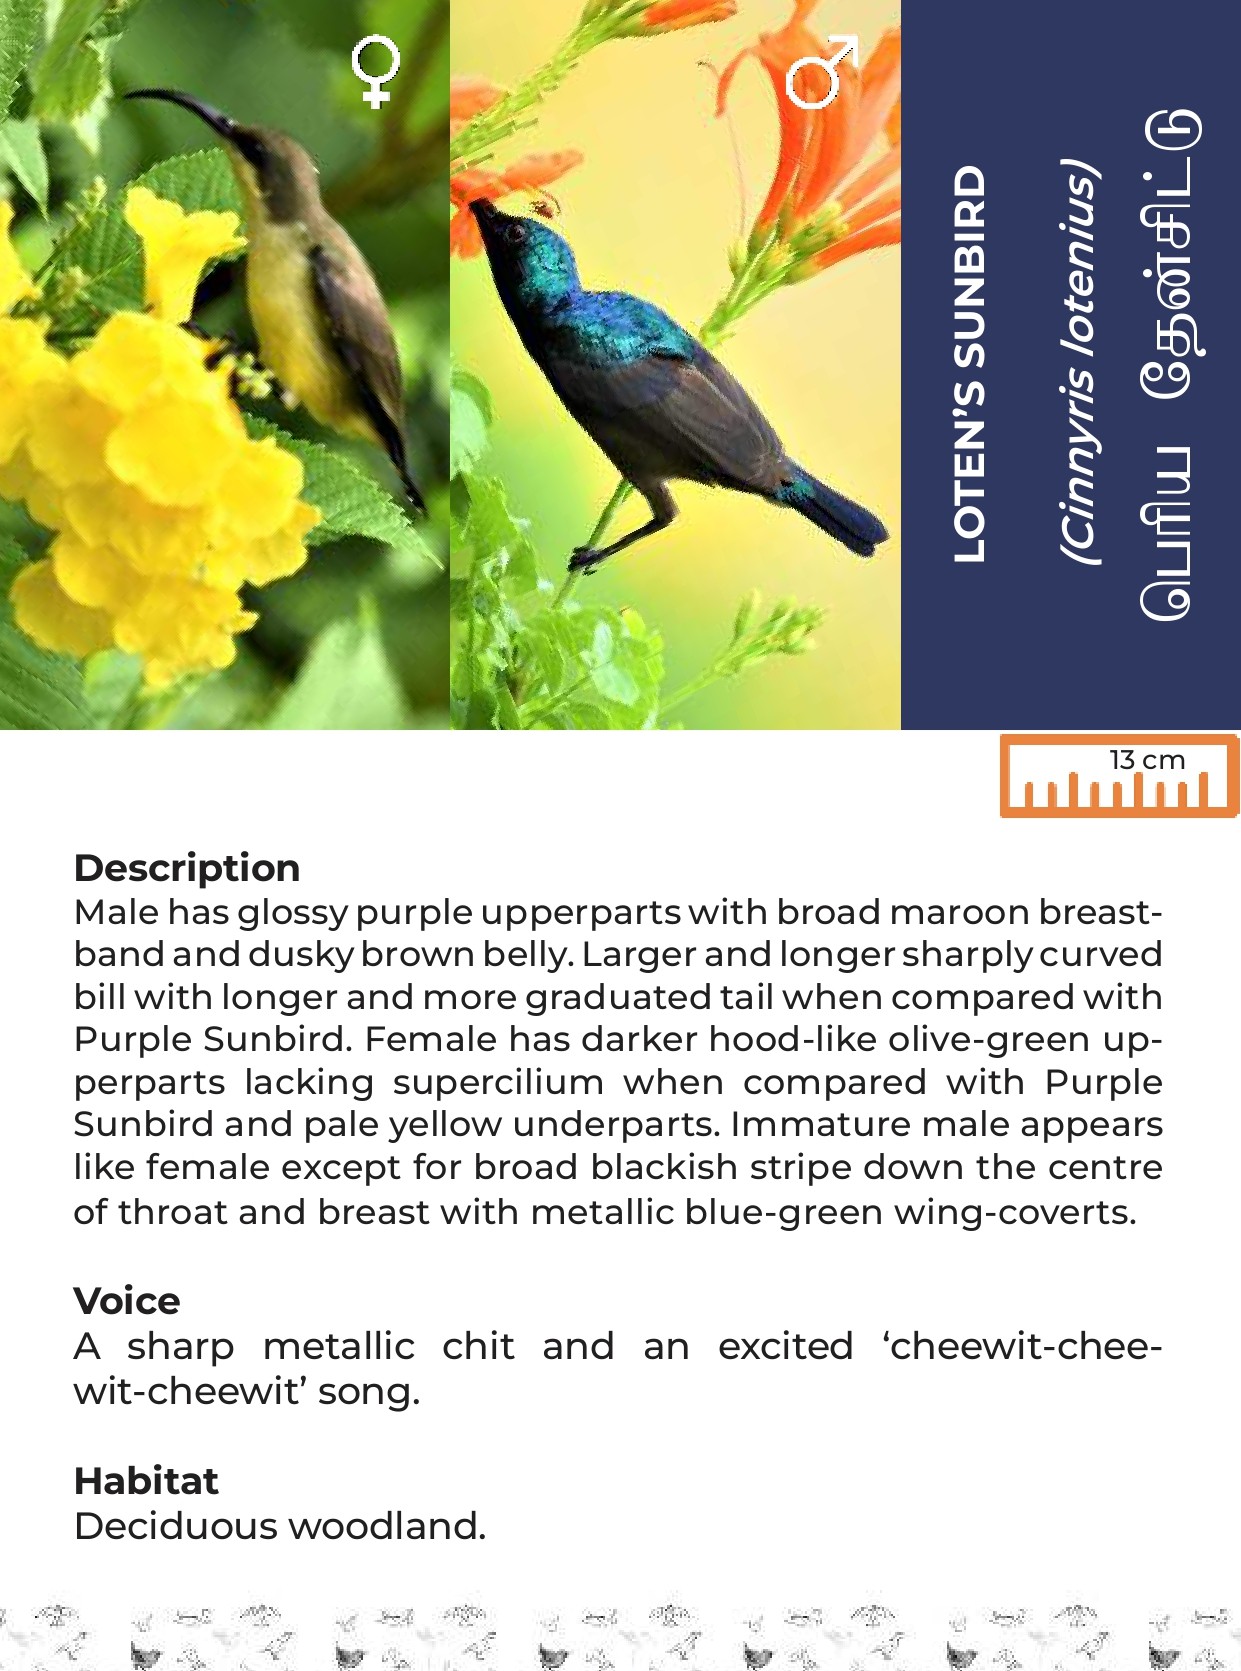 LOTEN’S SUNBIRD
(Cinnyris lotenius)
பெரிய தேன்சிட்டு
13 cm
Description
Male has glossy purple upperparts with broad maroon breast-
band and dusky brown belly. Larger and longer sharply curved
bill with longer and more graduated tail when compared with
Purple Sunbird. Female has darker hood-like olive-green up-
perparts lacking supercilium when compared with Purple
Sunbird and pale yellow underparts. Immature male appears
like female except for broad blackish stripe down the centre
of throat and breast with metallic blue-green wing-coverts.
Voice
A sharp metallic chit and an excited ‘cheewit-chee-
wit-cheewit’ song.
Habitat
Deciduous woodland.